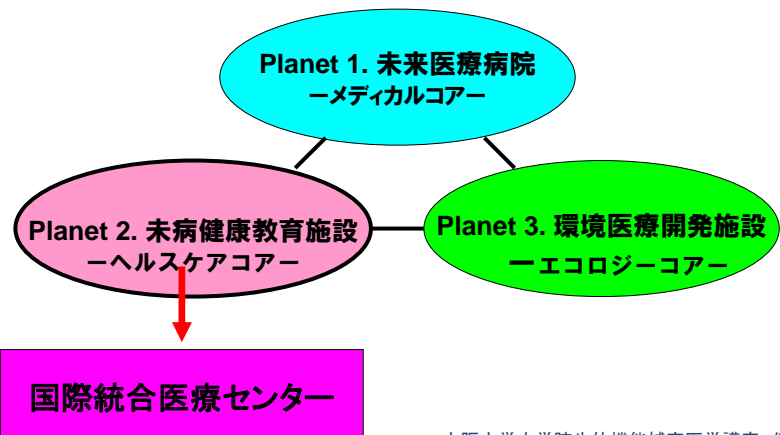 Planet 1. 未来医療病院
ーメディカルコアー
Planet 2. 未病健康教育施設
ーヘルスケアコアー
Planet 3. 環境医療開発施設
ーエコロジーコアー
国際統合医療センター